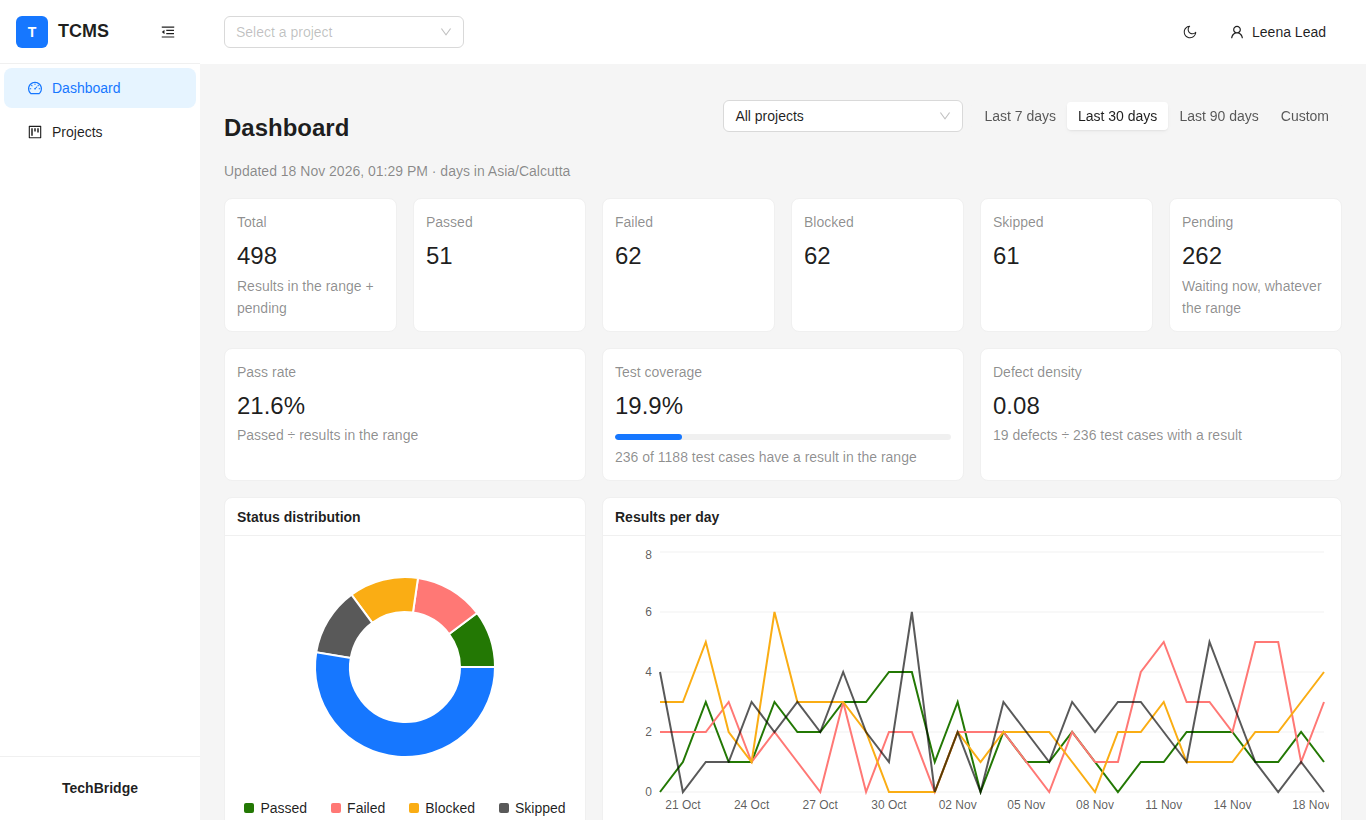 T TCMS
Select a project
Leena Lead
Dashboard
Projects
TechBridge
Dashboard
All projects
Last 7 days Last 30 days Last 90 days Custom
Updated 18 Nov 2026, 01:29 PM · days in Asia/Calcutta
Total
498
Results in the range +
pending
Passed
51
Failed
62
Blocked
62
Skipped
61
Pending
262
Waiting now, whatever
the range
Pass rate
21.6%
Passed ÷ results in the range
Test coverage
19.9%
236 of 1188 test cases have a result in the range
Defect density
0.08
19 defects ÷ 236 test cases with a result
Status distribution
Passed Failed Blocked Skipped
Results per day
8
6
4
2
0
21 Oct 24 Oct 27 Oct 30 Oct 02 Nov 05 Nov 08 Nov 11 Nov 14 Nov 18 Nov